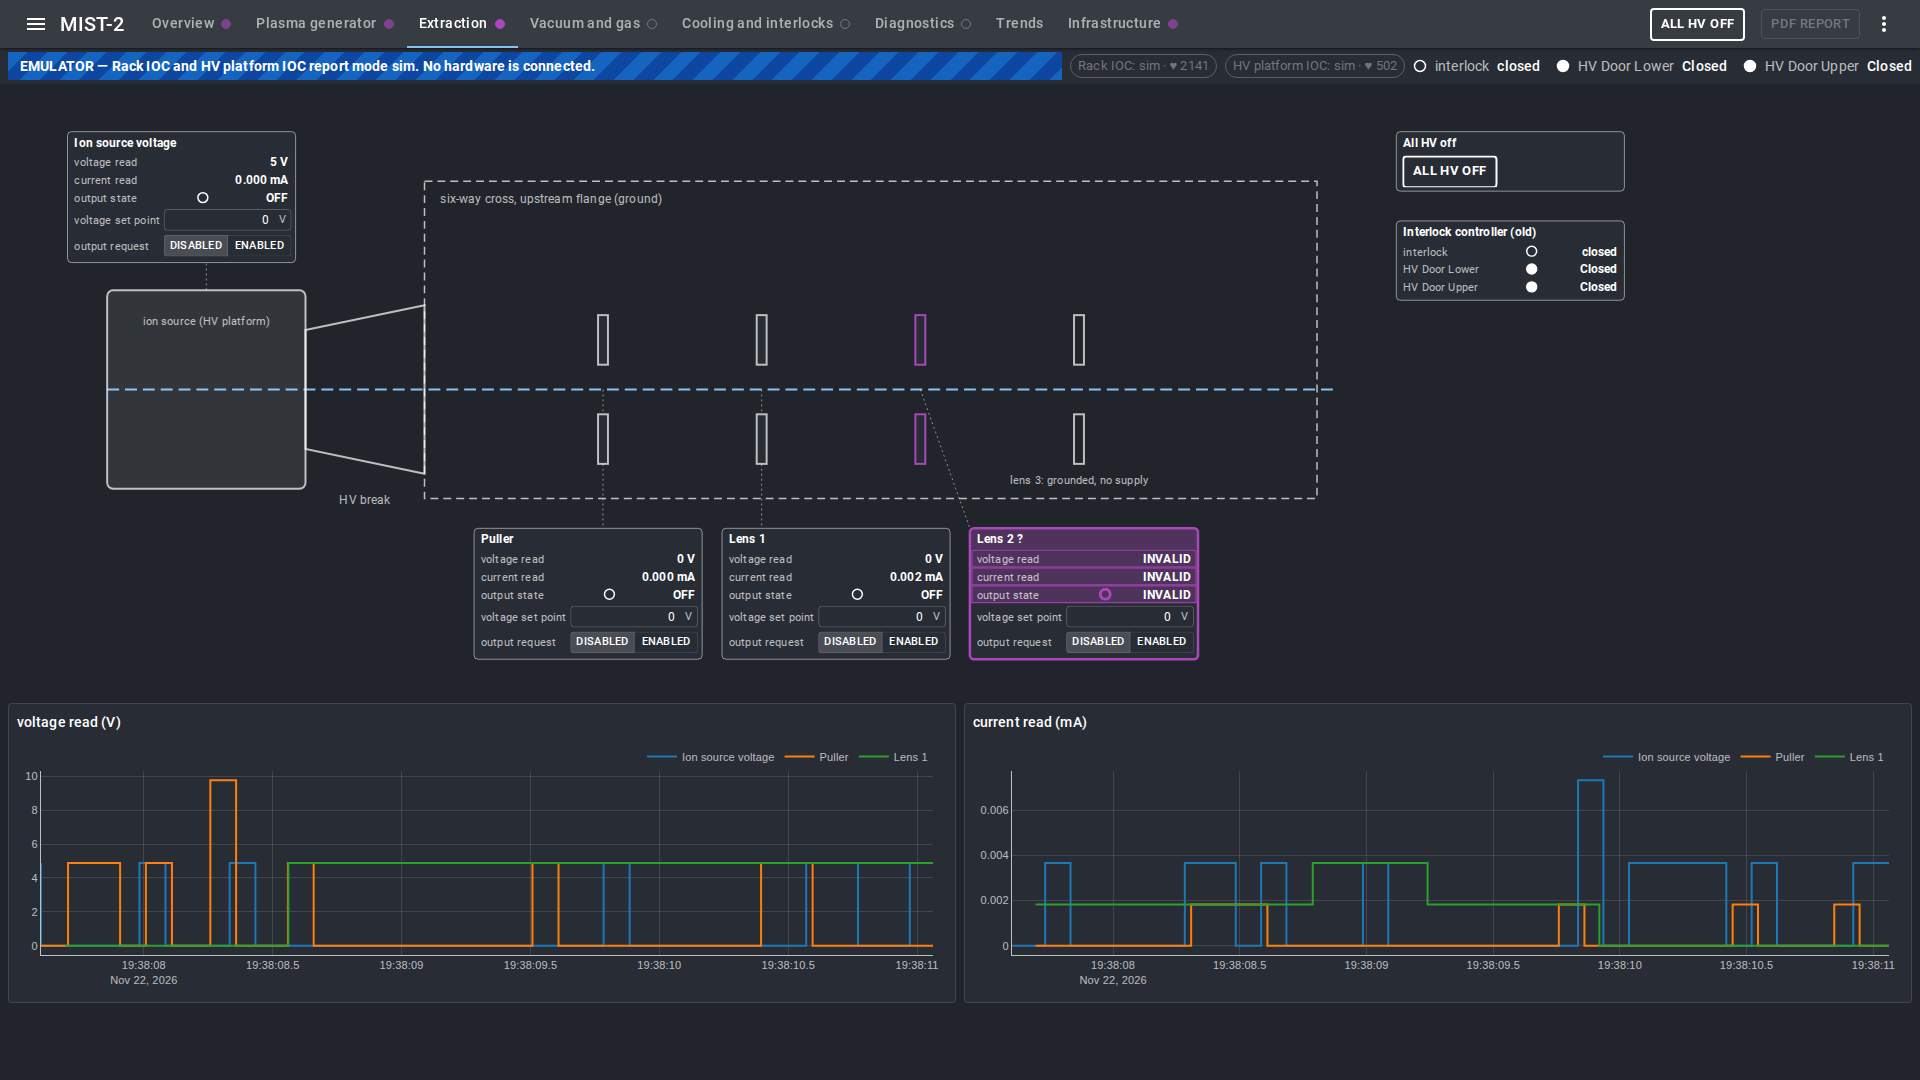 MIST-2 Overview Plasma generator Extraction Vacuum and gas Cooling and interlocks Diagnostics Trends Infrastructure ALL HV OFF PDF REPORT
EMULATOR — Rack IOC and HV platform IOC report mode sim. No hardware is connected. Rack IOC: sim · ♥ 2141 HV platform IOC: sim · ♥ 502 interlock closed HV Door Lower Closed HV Door Upper Closed
Ion source voltage
voltage read 5 V
current read 0.000 mA
output state OFF
voltage set point 0 V
output request DISABLED ENABLED
All HV off
ALL HV OFF
Interlock controller (old)
interlock closed
HV Door Lower Closed
HV Door Upper Closed
six-way cross, upstream flange (ground)
ion source (HV platform)
HV break
lens 3: grounded, no supply
Puller
voltage read 0 V
current read 0.000 mA
output state OFF
voltage set point 0 V
output request DISABLED ENABLED
Lens 1
voltage read 0 V
current read 0.002 mA
output state OFF
voltage set point 0 V
output request DISABLED ENABLED
Lens 2 ?
voltage read INVALID
current read INVALID
output state INVALID
voltage set point 0 V
output request DISABLED ENABLED
voltage read (V)
Ion source voltage Puller Lens 1
10
8
6
4
2
0
19:38:08 19:38:08.5 19:38:09 19:38:09.5 19:38:10 19:38:10.5 19:38:11
Nov 22, 2026
current read (mA)
Ion source voltage Puller Lens 1
0.006
0.004
0.002
0
19:38:08 19:38:08.5 19:38:09 19:38:09.5 19:38:10 19:38:10.5 19:38:11
Nov 22, 2026